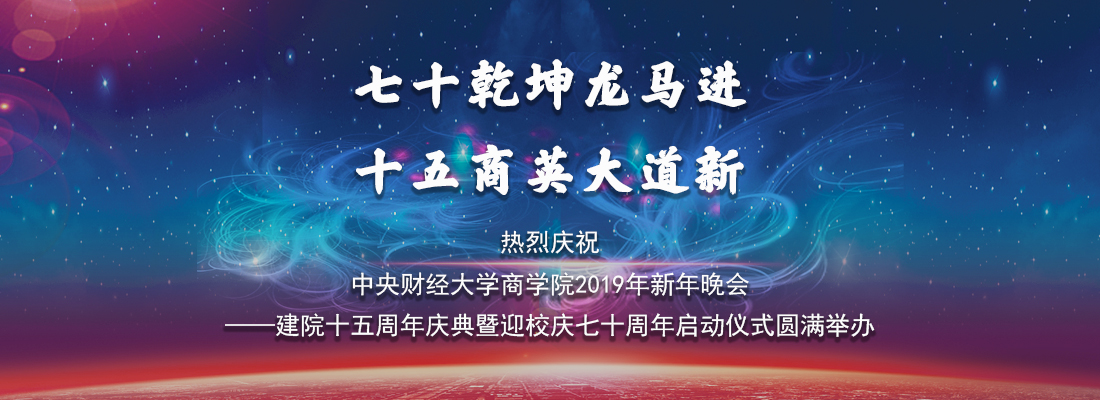 七十乾坤龙马进
十五商英大道新
热烈庆祝
中央财经大学商学院2019年新年晚会
——建院十五周年庆典暨迎校庆七十周年启动仪式圆满举办